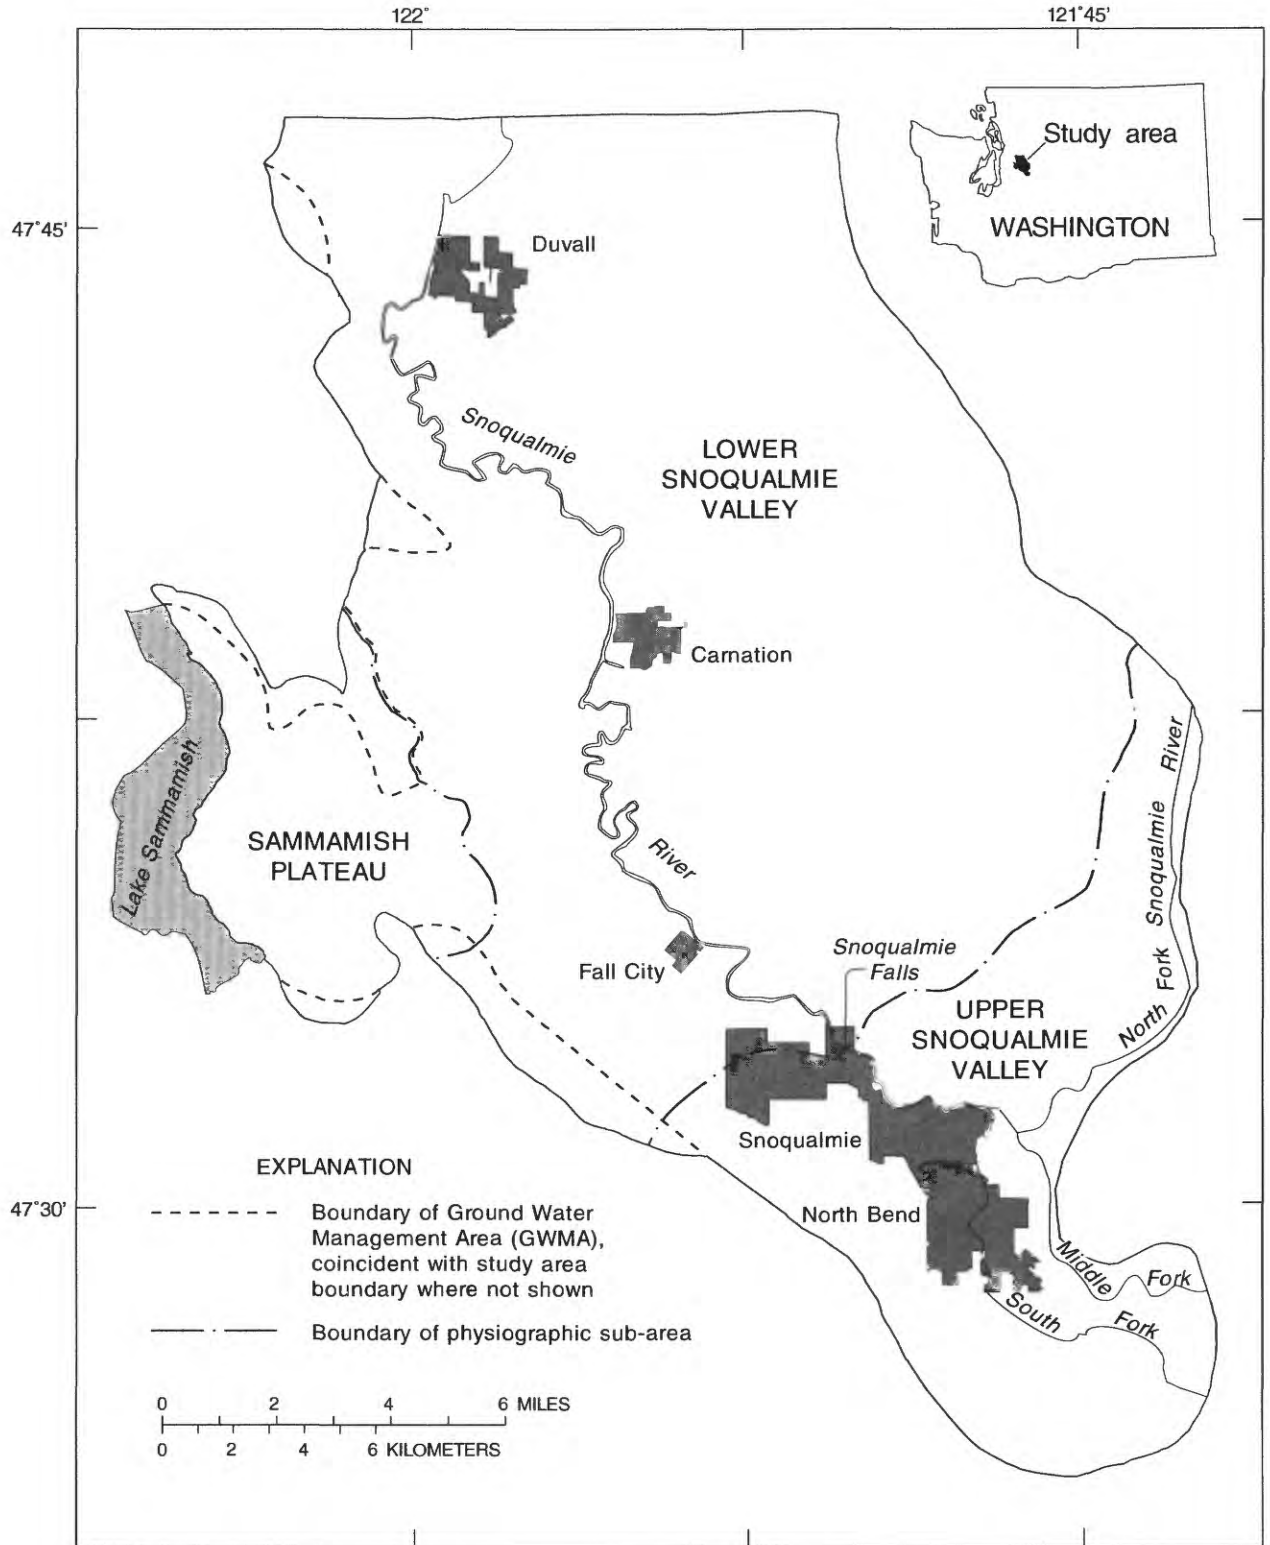 122°
121°45'
Study area
WASHINGTON
47°45'
Duvall
Snoqualmie
LOWER
SNOQUALMIE
VALLEY
Carnation
Lake Sammamish
SAMMAMISH
PLATEAU
River
North Fork Snoqualmie River
Fall City
Snoqualmie
Falls
UPPER
SNOQUALMIE
VALLEY
Snoqualmie
North Bend
47°30'
Middle Fork
South Fork
EXPLANATION
Boundary of Ground Water
Management Area (GWMA),
coincident with study area
boundary where not shown
Boundary of physiographic sub-area
0 2 4 6 MILES
0 2 4 6 KILOMETERS